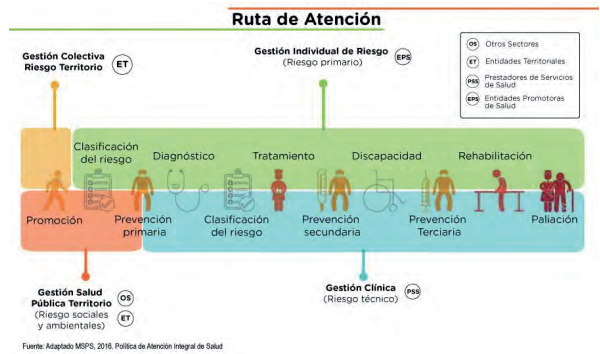 Ruta de Atención
Gestión Colectiva
Riesgo Territorio
ET
Gestión Individual de Riesgo
(Riesgo primario)
EPS
OS Otros Sectores
ET Entidades Territoriales
PSS Prestadores de Servicios
de Salud
EPS Entidades Promotoras
de Salud
Clasificación
del riesgo
Diagnóstico
Tratamiento
Discapacidad
Rehabilitación
Promoción
Prevención
primaria
Clasificación
del riesgo
Prevención
secundaria
Prevención
Terciaria
Paliación
Gestión Salud
Pública Territorio
(Riesgo sociales
y ambientales)
OS
ET
Gestión Clínica
(Riesgo técnico)
PSS
Fuente: Adaptado MSPS, 2016. Política de Atención Integral de Salud